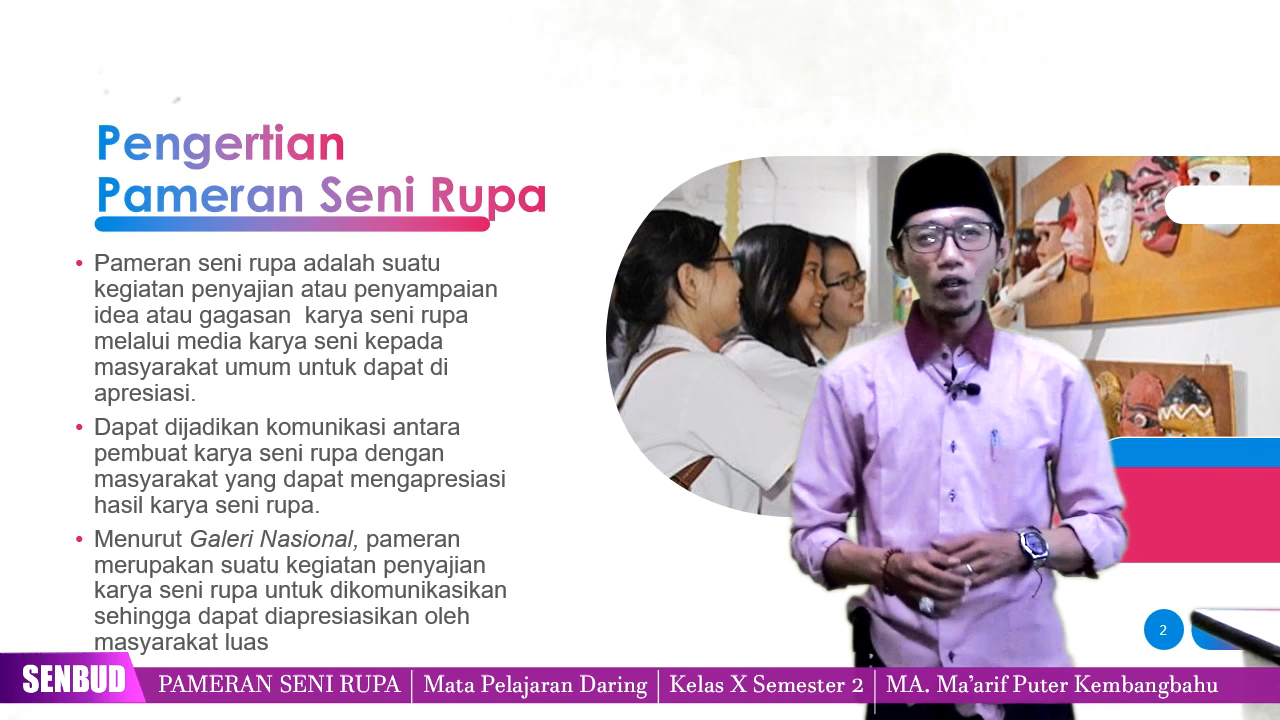 Pengertian
Pameran Seni Rupa
• Pameran seni rupa adalah suatu
kegiatan penyajian atau penyampaian
idea atau gagasan  karya seni rupa
melalui media karya seni kepada
masyarakat umum untuk dapat di
apresiasi.
• Dapat dijadikan komunikasi antara
pembuat karya seni rupa dengan
masyarakat yang dapat mengapresiasi
hasil karya seni rupa.
• Menurut Galeri Nasional, pameran
merupakan suatu kegiatan penyajian
karya seni rupa untuk dikomunikasikan
sehingga dapat diapresiasikan oleh
masyarakat luas
2
SENBUD PAMERAN SENI RUPA | Mata Pelajaran Daring | Kelas X Semester 2 | MA. Ma’arif Puter Kembangbahu